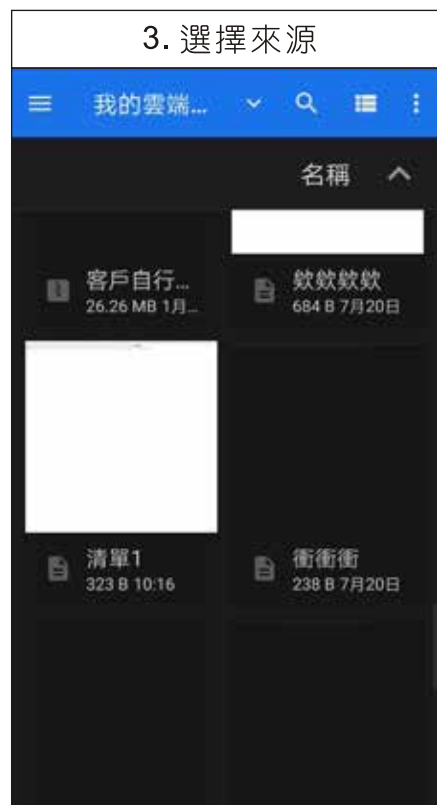 3. 選擇來源
我的雲端...
名稱
客戶自行...
26.26 MB 1月...
欸欸欸欸
684 B 7月20日
清單1
323 B 10:16
衝衝衝
238 B 7月20日